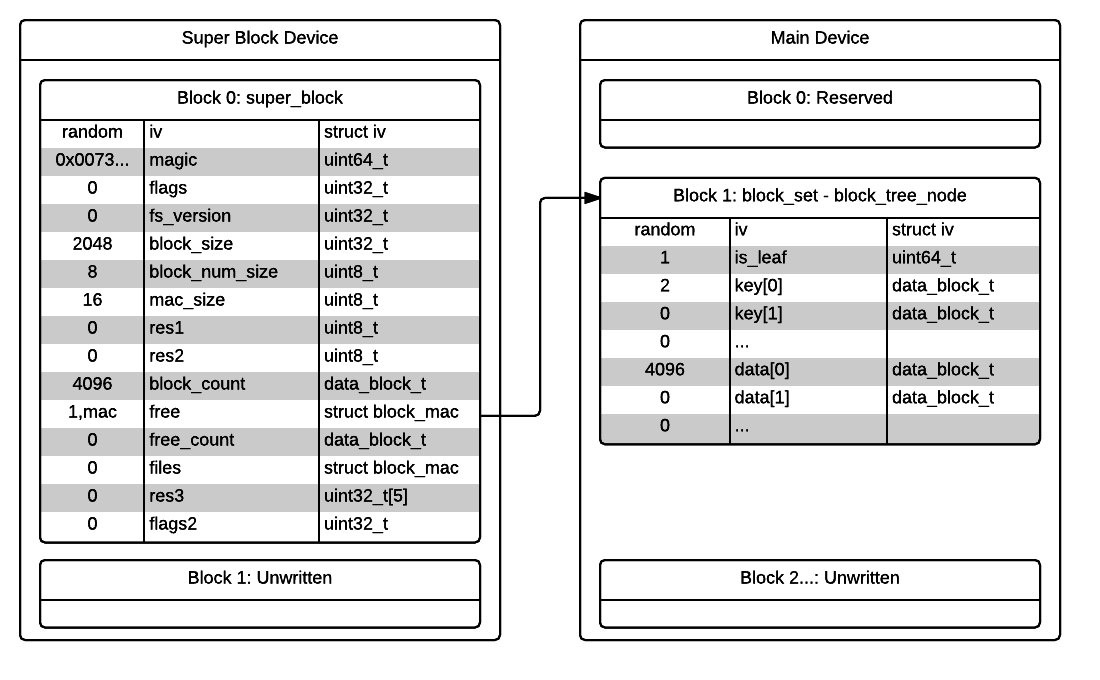 Super Block Device
Block 0: super_block
random iv struct iv
0x0073... magic uint64_t
0 flags uint32_t
0 fs_version uint32_t
2048 block_size uint32_t
8 block_num_size uint8_t
16 mac_size uint8_t
0 res1 uint8_t
0 res2 uint8_t
4096 block_count data_block_t
1,mac free struct block_mac
0 free_count data_block_t
0 files struct block_mac
0 res3 uint32_t[5]
0 flags2 uint32_t
Block 1: Unwritten
Main Device
Block 0: Reserved
Block 1: block_set - block_tree_node
random iv struct iv
1 is_leaf uint64_t
2 key[0] data_block_t
0 key[1] data_block_t
0 ...
4096 data[0] data_block_t
0 data[1] data_block_t
0 ...
Block 2...: Unwritten